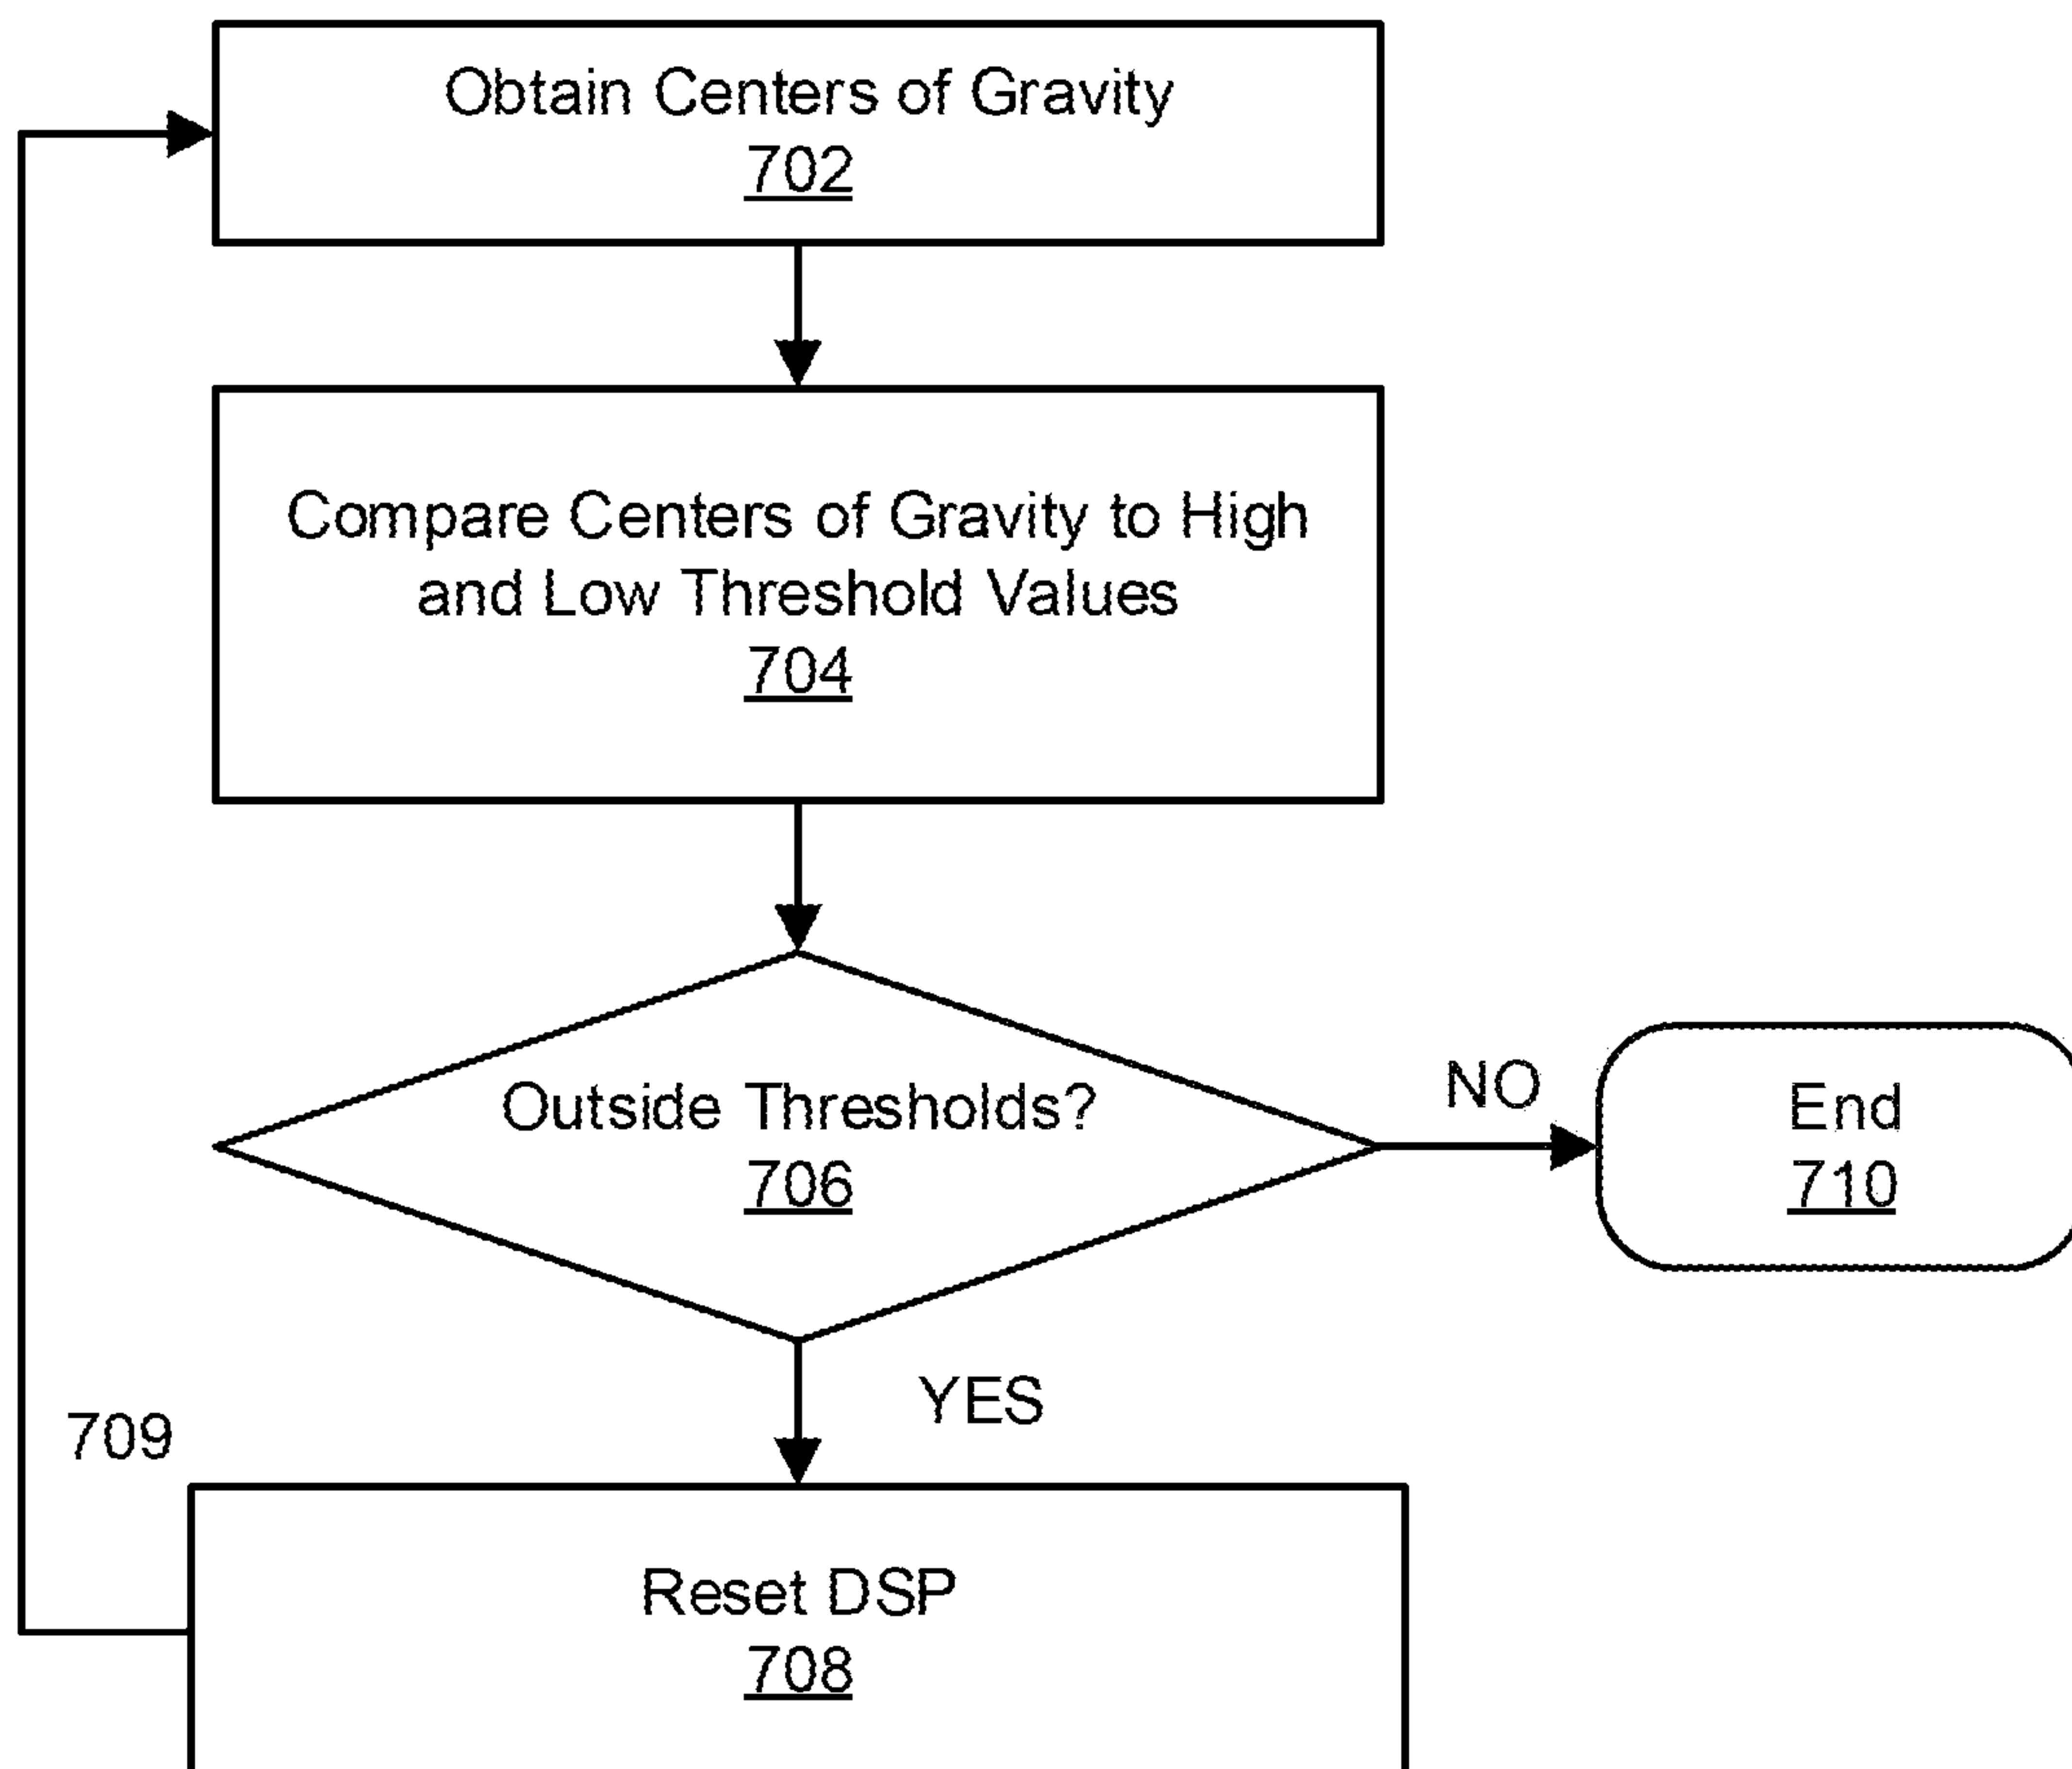 Obtain Centers of Gravity
702
Compare Centers of Gravity to High
and Low Threshold Values
704
Outside Thresholds?
706
NO
End
710
YES
709
Reset DSP
708